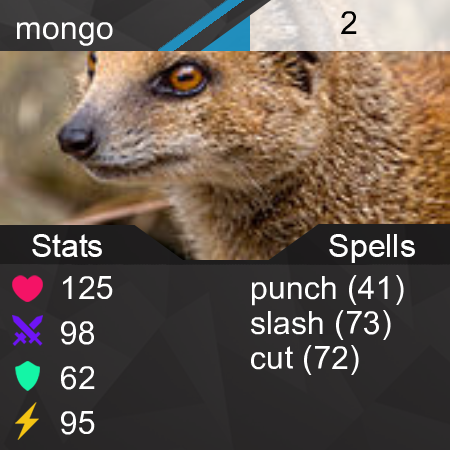 mongo
2
Stats
125
98
62
95
Spells
punch (41)
slash (73)
cut (72)